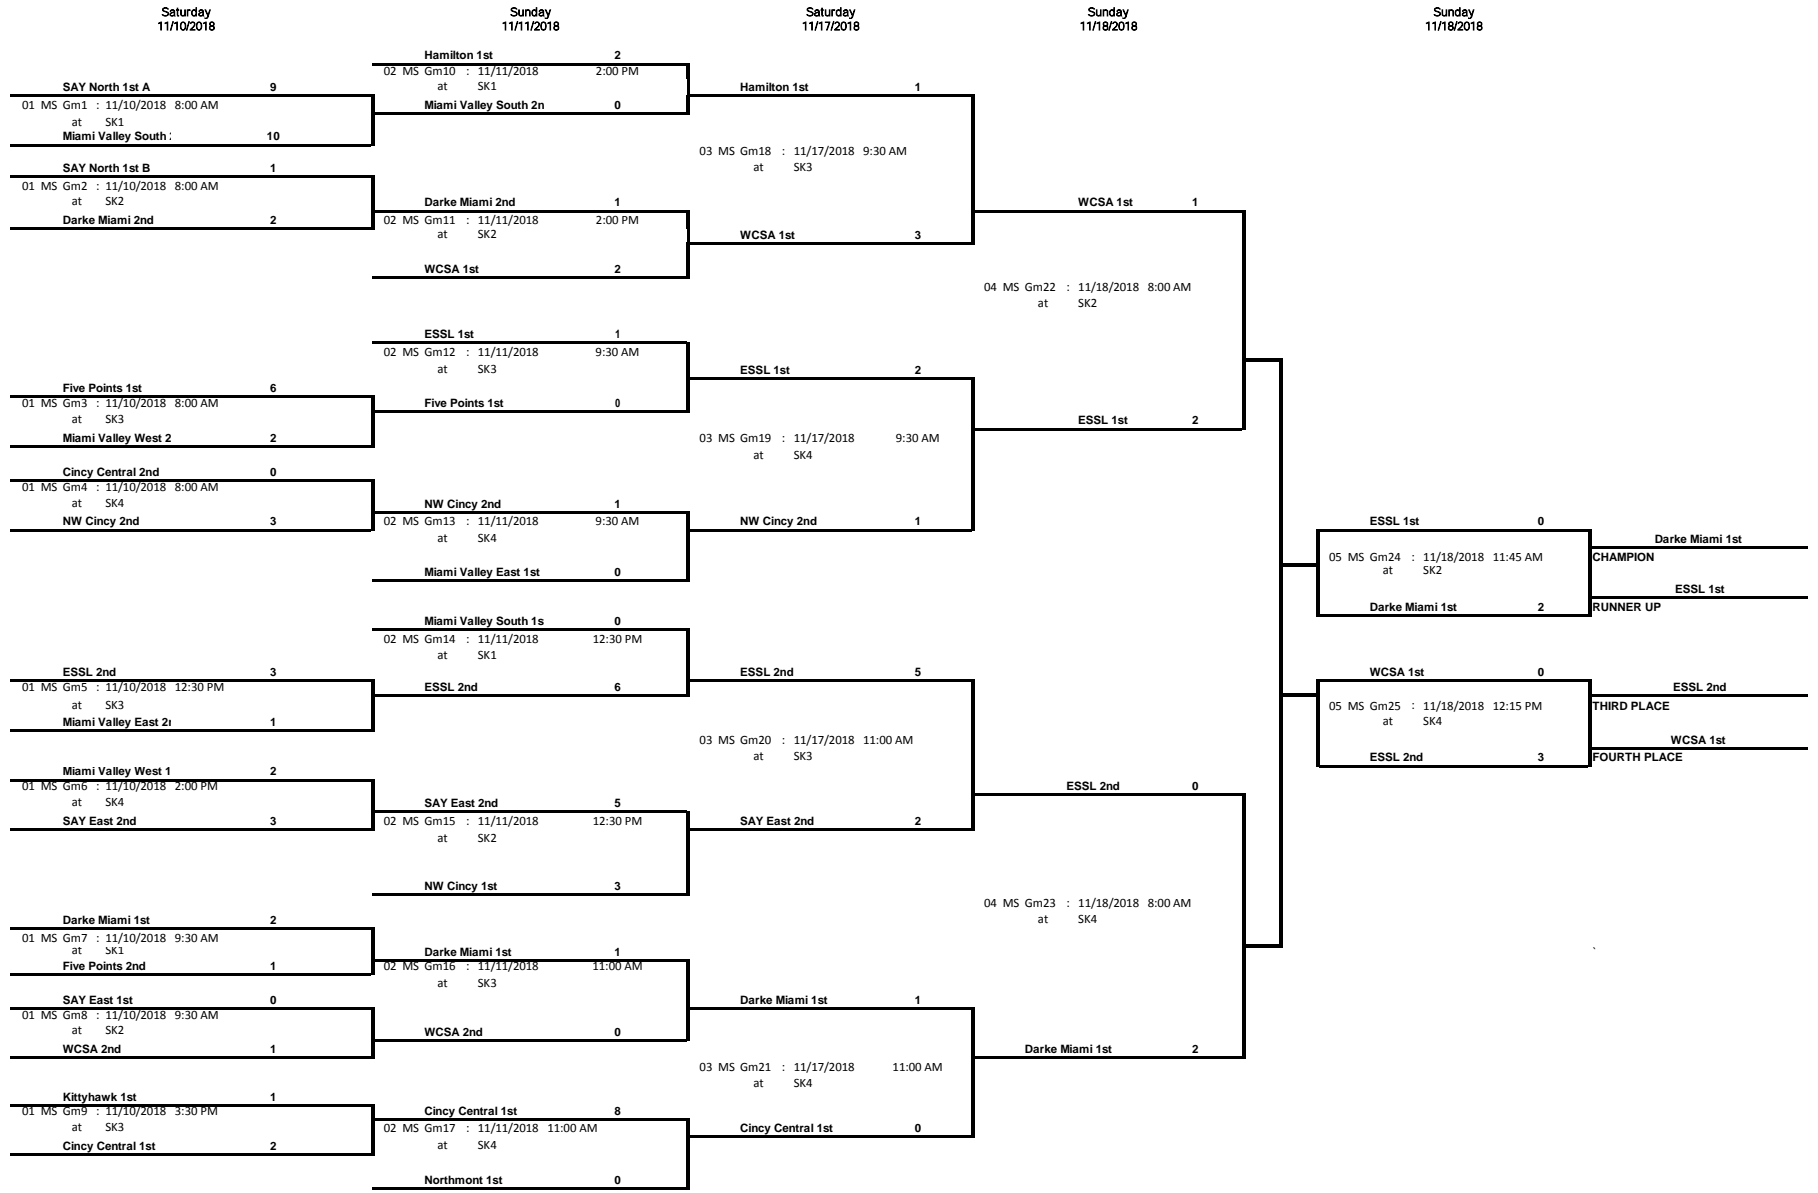 Saturday
11/10/2018
Sunday
11/11/2018
Saturday
11/17/2018
Sunday
11/18/2018
Sunday
11/18/2018
SAY North 1st A 9
01 MS Gm1 : 11/10/2018 8:00 AM
at SK1
Miami Valley South 10
SAY North 1st B 1
01 MS Gm2 : 11/10/2018 8:00 AM
at SK2
Darke Miami 2nd 2
Five Points 1st 6
01 MS Gm3 : 11/10/2018 8:00 AM
at SK3
Miami Valley West 2 2
Cincy Central 2nd 0
01 MS Gm4 : 11/10/2018 8:00 AM
at SK4
NW Cincy 2nd 3
ESSL 2nd 3
01 MS Gm5 : 11/10/2018 12:30 PM
at SK3
Miami Valley East 2 1
Miami Valley West 1 2
01 MS Gm6 : 11/10/2018 2:00 PM
at SK4
SAY East 2nd 3
Darke Miami 1st 2
01 MS Gm7 : 11/10/2018 9:30 AM
at SK1
Five Points 2nd 1
SAY East 1st 0
01 MS Gm8 : 11/10/2018 9:30 AM
at SK2
WCSA 2nd 1
Kittyhawk 1st 1
01 MS Gm9 : 11/10/2018 3:30 PM
at SK3
Cincy Central 1st 2
Hamilton 1st 2
02 MS Gm10 : 11/11/2018 2:00 PM
at SK1
Miami Valley South 2n 0
Darke Miami 2nd 1
02 MS Gm11 : 11/11/2018 2:00 PM
at SK2
WCSA 1st 2
ESSL 1st 1
02 MS Gm12 : 11/11/2018 9:30 AM
at SK3
Five Points 1st 0
NW Cincy 2nd 1
02 MS Gm13 : 11/11/2018 9:30 AM
at SK4
Miami Valley East 1st 0
Miami Valley South 1s 0
02 MS Gm14 : 11/11/2018 12:30 PM
at SK1
ESSL 2nd 6
SAY East 2nd 5
02 MS Gm15 : 11/11/2018 12:30 PM
at SK2
NW Cincy 1st 3
Darke Miami 1st 1
02 MS Gm16 : 11/11/2018 11:00 AM
at SK3
WCSA 2nd 0
Cincy Central 1st 8
02 MS Gm17 : 11/11/2018 11:00 AM
at SK4
Northmont 1st 0
Hamilton 1st 1
03 MS Gm18 : 11/17/2018 9:30 AM
at SK3
WCSA 1st 3
ESSL 1st 2
03 MS Gm19 : 11/17/2018 9:30 AM
at SK4
NW Cincy 2nd 1
ESSL 2nd 5
03 MS Gm20 : 11/17/2018 11:00 AM
at SK3
SAY East 2nd 2
Darke Miami 1st 1
03 MS Gm21 : 11/17/2018 11:00 AM
at SK4
Cincy Central 1st 0
WCSA 1st 1
04 MS Gm22 : 11/18/2018 8:00 AM
at SK2
ESSL 1st 2
ESSL 2nd 0
04 MS Gm23 : 11/18/2018 8:00 AM
at SK4
Darke Miami 1st 2
ESSL 1st 0
05 MS Gm24 : 11/18/2018 11:45 AM
at SK2
Darke Miami 1st 2
WCSA 1st 0
05 MS Gm25 : 11/18/2018 12:15 PM
at SK4
ESSL 2nd 3
Darke Miami 1st
CHAMPION
ESSL 1st
RUNNER UP
ESSL 2nd
THIRD PLACE
WCSA 1st
FOURTH PLACE
`